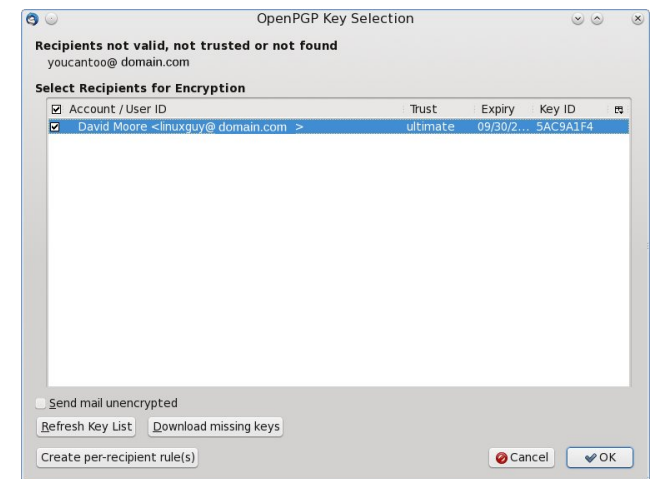 OpenPGP Key Selection
Recipients not valid, not trusted or not found
youcantoo@ domain.com
Select Recipients for Encryption
Account / User ID Trust Expiry Key ID
David Moore <linuxguy@ domain.com > ultimate 09/30/2... 5AC9A1F4
Send mail unencrypted
Refresh Key List Download missing keys
Create per-recipient rule(s) Cancel OK